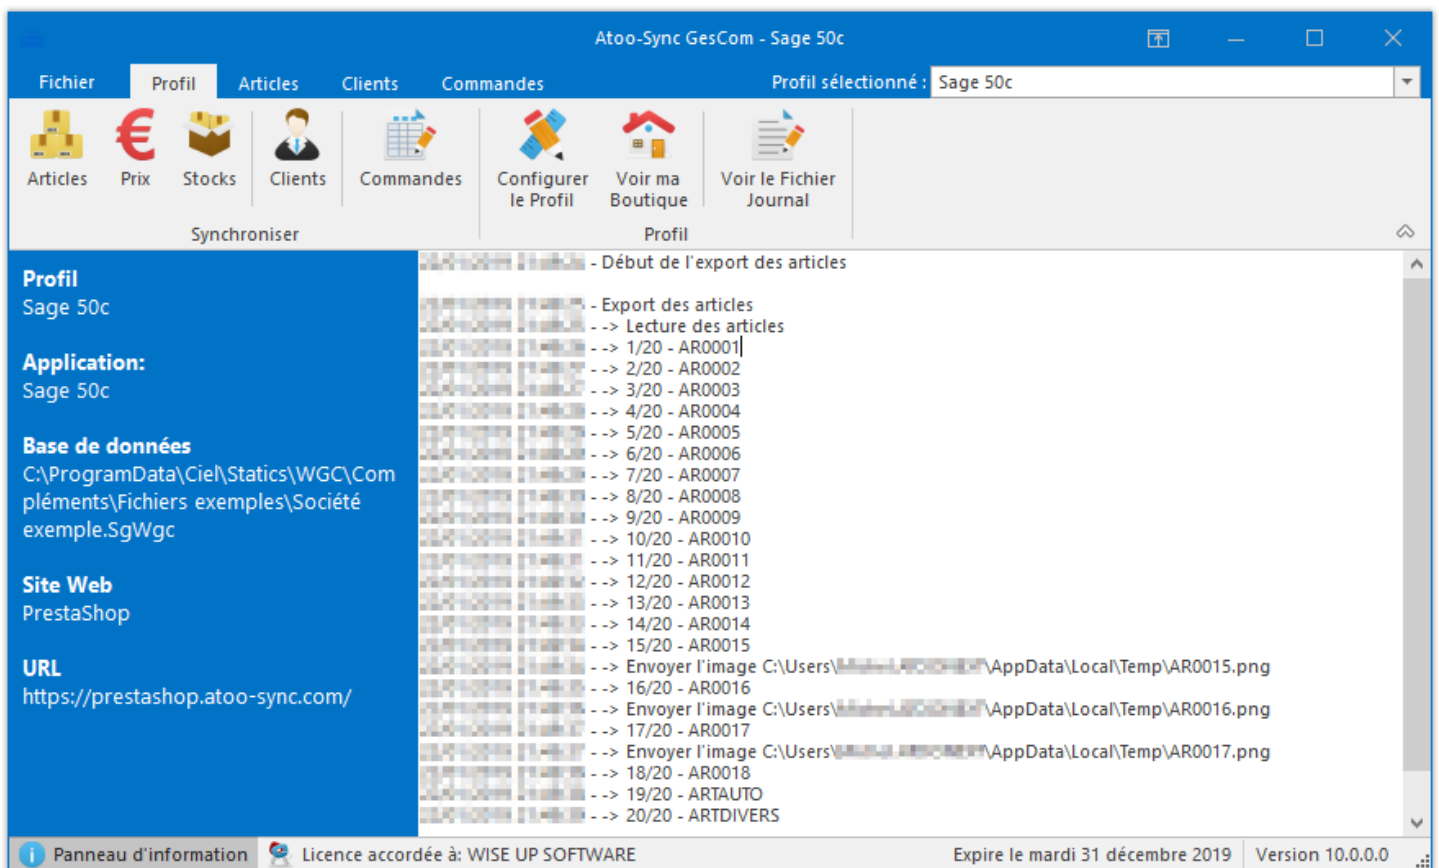 Atoo-Sync GesCom - Sage 50c
Fichier Profil Articles Clients Commandes Profil sélectionné : Sage 50c
Articles Prix Stocks Clients Commandes Configurer le Profil Voir ma Boutique Voir le Fichier Journal
Synchroniser Profil
Profil
Sage 50c
Application:
Sage 50c
Base de données
C:\ProgramData\Ciel\Statics\WGC\Com
pléments\Fichiers exemples\Société
exemple.SgWgc
Site Web
PrestaShop
URL
https://prestashop.atoo-sync.com/
- Début de l'export des articles
- Export des articles
- --> Lecture des articles
- --> 1/20 - AR0001
- --> 2/20 - AR0002
- --> 3/20 - AR0003
- --> 4/20 - AR0004
- --> 5/20 - AR0005
- --> 6/20 - AR0006
- --> 7/20 - AR0007
- --> 8/20 - AR0008
- --> 9/20 - AR0009
- --> 10/20 - AR0010
- --> 11/20 - AR0011
- --> 12/20 - AR0012
- --> 13/20 - AR0013
- --> 14/20 - AR0014
- --> 15/20 - AR0015
- --> Envoyer l'image C:\Users\ \AppData\Local\Temp\AR0015.png
- --> 16/20 - AR0016
- --> Envoyer l'image C:\Users\ \AppData\Local\Temp\AR0016.png
- --> 17/20 - AR0017
- --> Envoyer l'image C:\Users\ \AppData\Local\Temp\AR0017.png
- --> 18/20 - AR0018
- --> 19/20 - ARTAUTO
- --> 20/20 - ARTDIVERS
Panneau d'information Licence accordée à: WISE UP SOFTWARE Expire le mardi 31 décembre 2019 Version 10.0.0.0